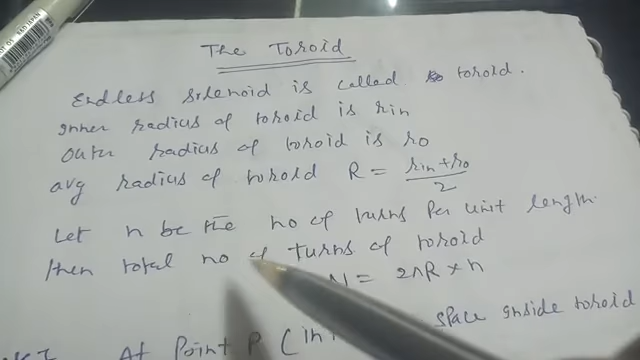 The Toroid
Endless solenoid is called toroid.
inner radius of toroid is rin
outer radius of toroid is ro
avg radius of toroid R = rin+ro/2
Let n be the no of turns per unit length.
then total no of turns of toroid
N = 2πR × n
At Point P (in space inside toroid